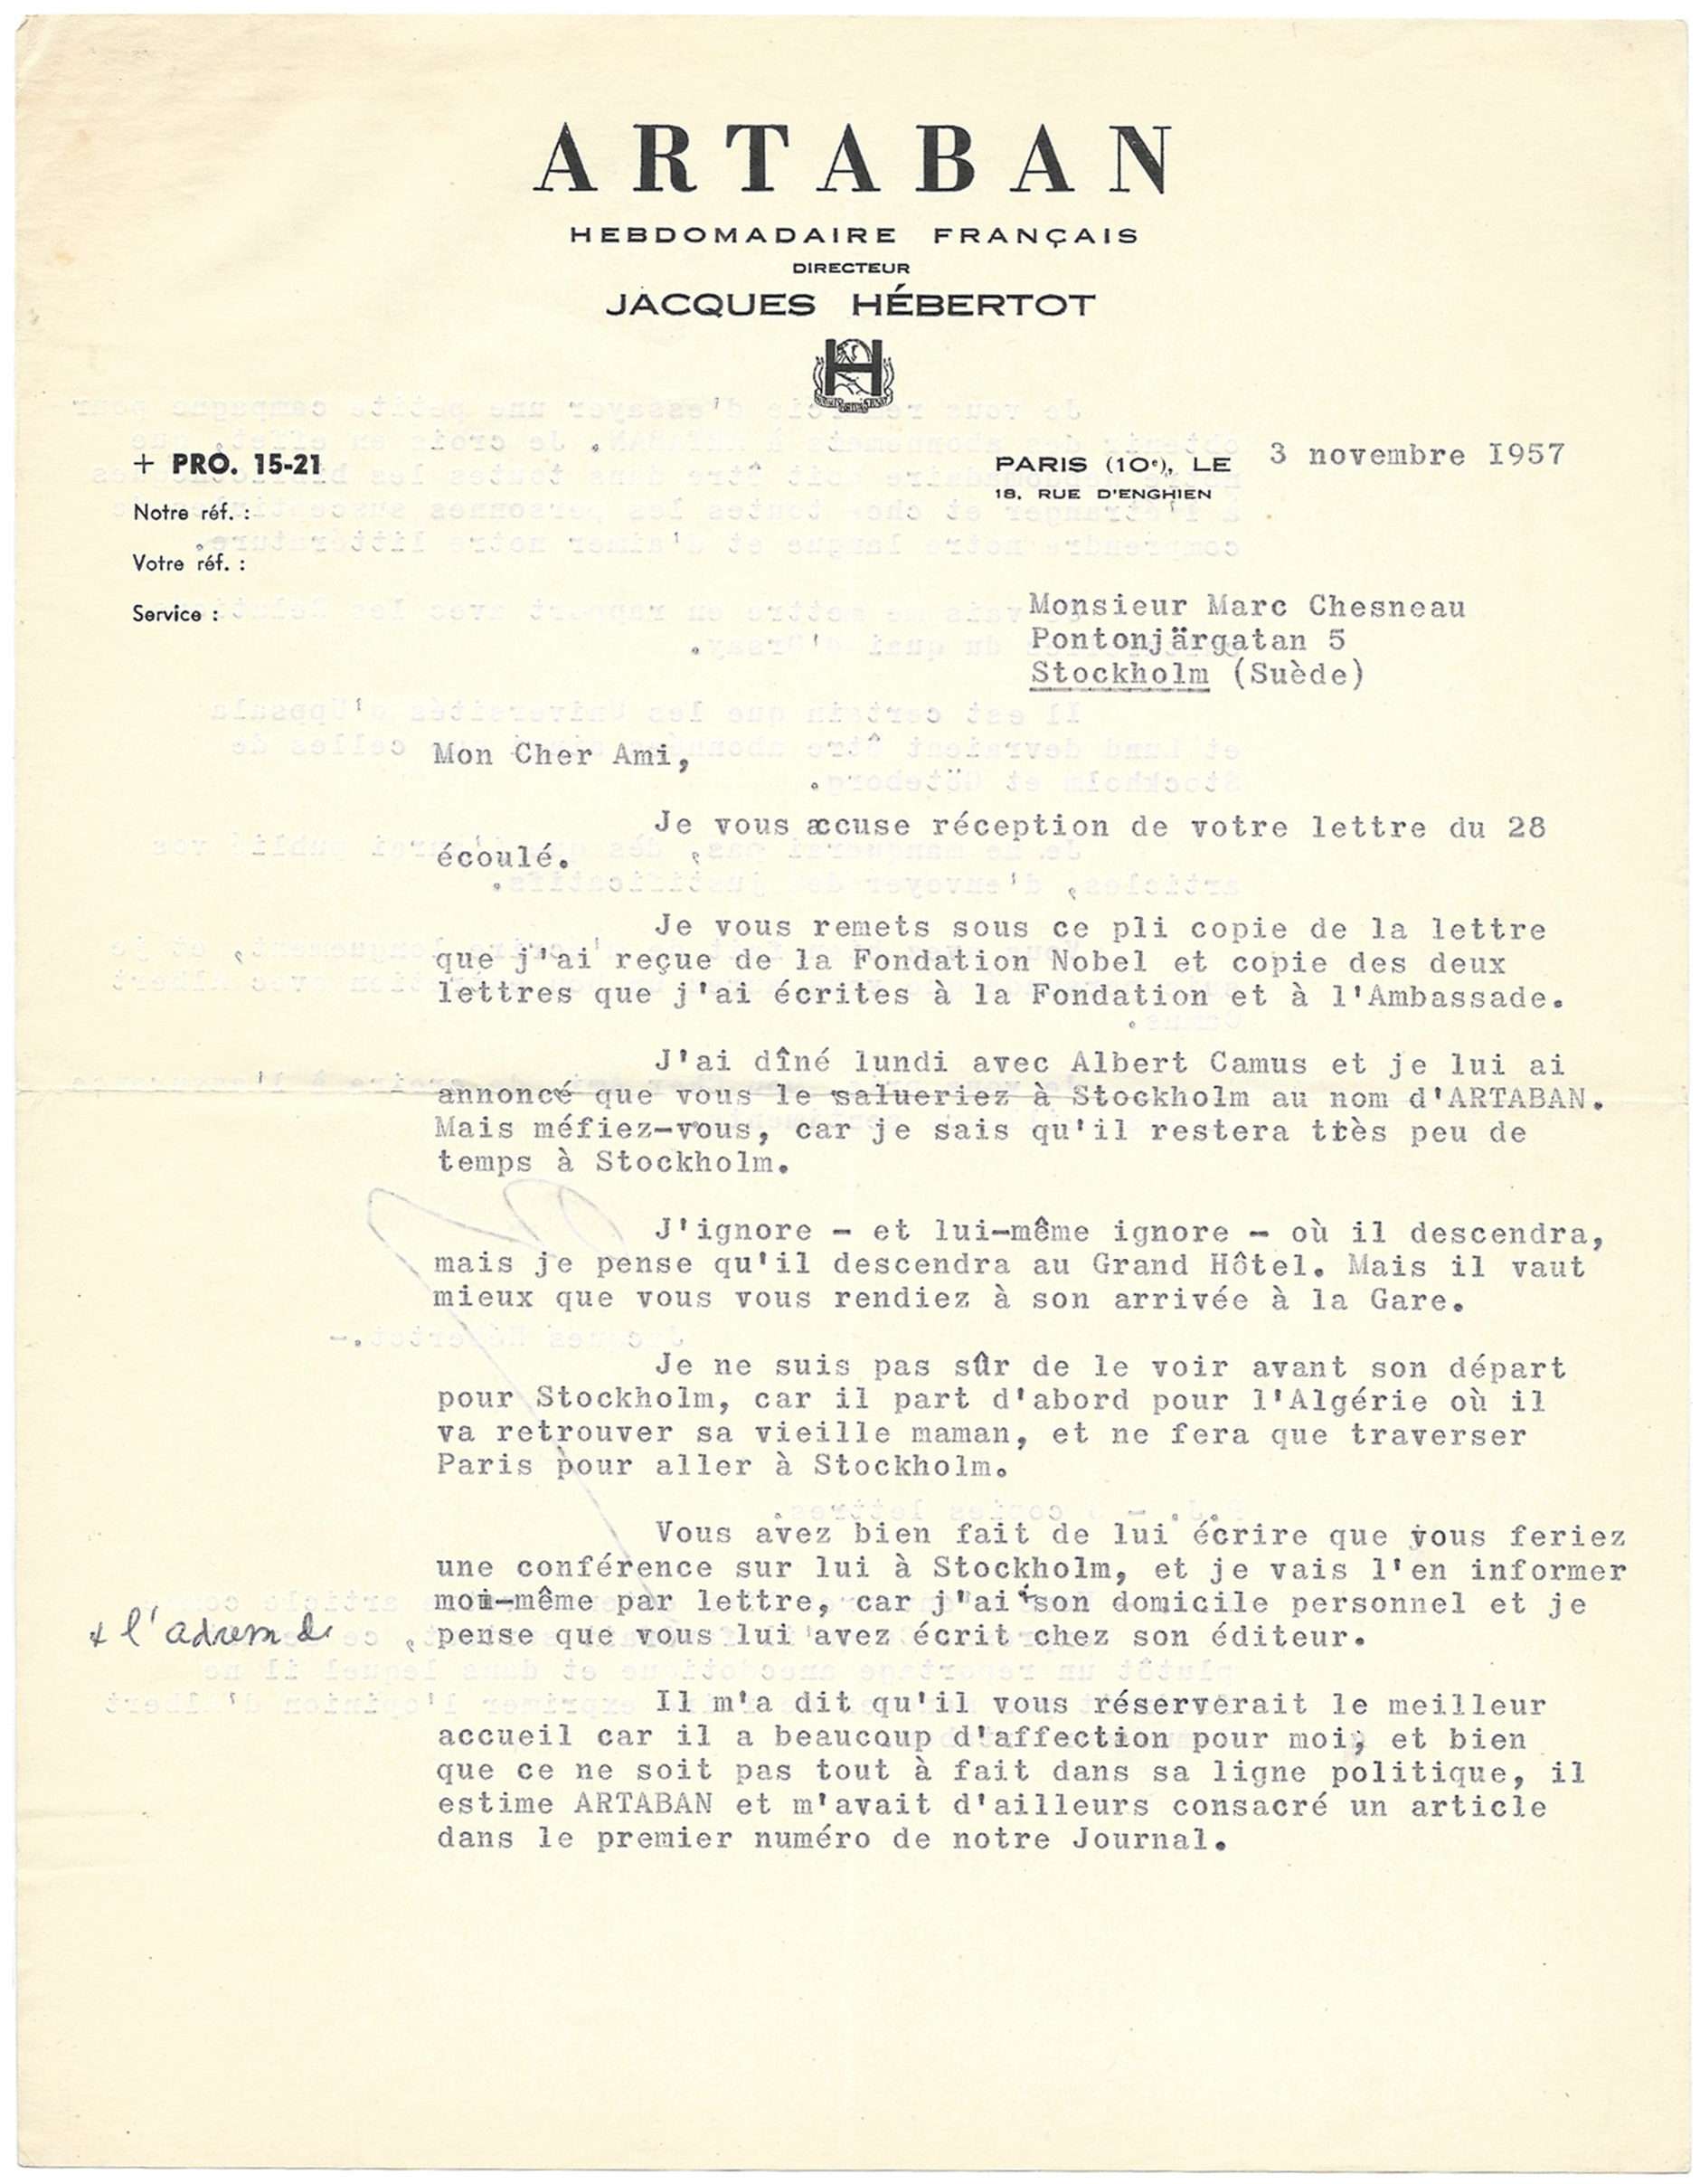 ARTABAN
HEBDOMADAIRE FRANÇAIS
DIRECTEUR
JACQUES HÉBERTOT
+ PRO. 15-21
PARIS (10e), LE 3 novembre 1957
18, RUE D'ENGHIEN
Notre réf. :
Votre réf. :
Service :
Monsieur Marc Chesneau
Pontonjärgatan 5
Stockholm (Suède)
Mon Cher Ami,
Je vous accuse réception de votre lettre du 28
écoulé.
Je vous remets sous ce pli copie de la lettre
que j'ai reçue de la Fondation Nobel et copie des deux
lettres que j'ai écrites à la Fondation et à l'Ambassade.
J'ai dîné lundi avec Albert Camus et je lui ai
annoncé que vous le salueriez à Stockholm au nom d'ARTABAN.
Mais méfiez-vous, car je sais qu'il restera très peu de
temps à Stockholm.
J'ignore - et lui-même ignore - où il descendra,
mais je pense qu'il descendra au Grand Hôtel. Mais il vaut
mieux que vous vous rendiez à son arrivée à la Gare.
Je ne suis pas sûr de le voir avant son départ
pour Stockholm, car il part d'abord pour l'Algérie où il
va retrouver sa vieille maman, et ne fera que traverser
Paris pour aller à Stockholm.
Vous avez bien fait de lui écrire que vous feriez
une conférence sur lui à Stockholm, et je vais l'en informer
moi-même par lettre, car j'ai + son domicile personnel et je
+ l'adresse de
pense que vous lui avez écrit chez son éditeur.
Il m'a dit qu'il vous réserverait le meilleur
accueil car il a beaucoup d'affection pour moi, et bien
que ce ne soit pas tout à fait dans sa ligne politique, il
estime ARTABAN et m'avait d'ailleurs consacré un article
dans le premier numéro de notre Journal.